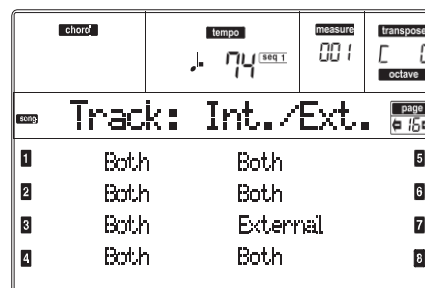 chord tempo measure transpose
♩ 74 seq 1 001 C
octave
song Track: Int./Ext. page 16
1 Both Both 5
2 Both Both 6
3 Both External 7
4 Both Both 8